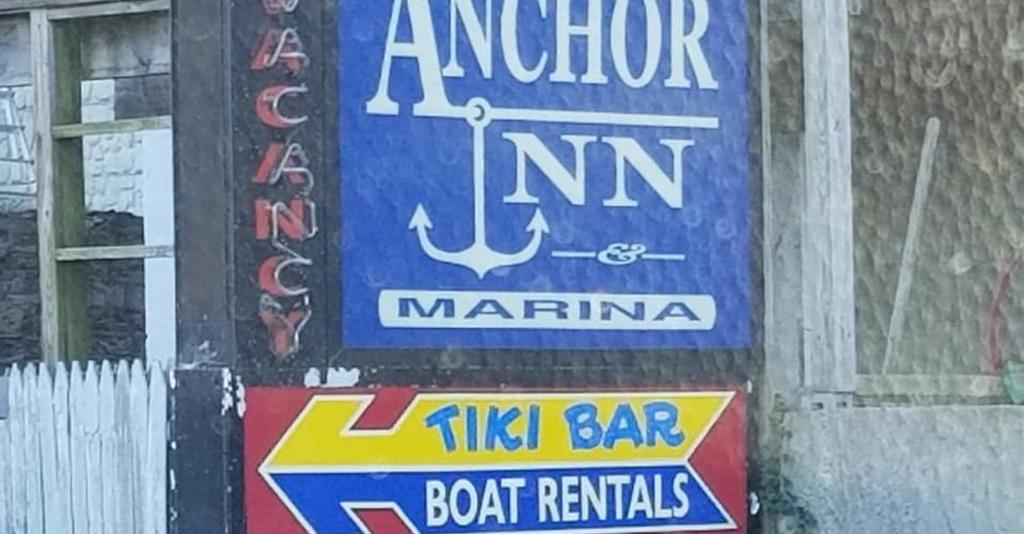 VACANCY
ANCHOR
INN
&
MARINA
TIKI BAR
BOAT RENTALS